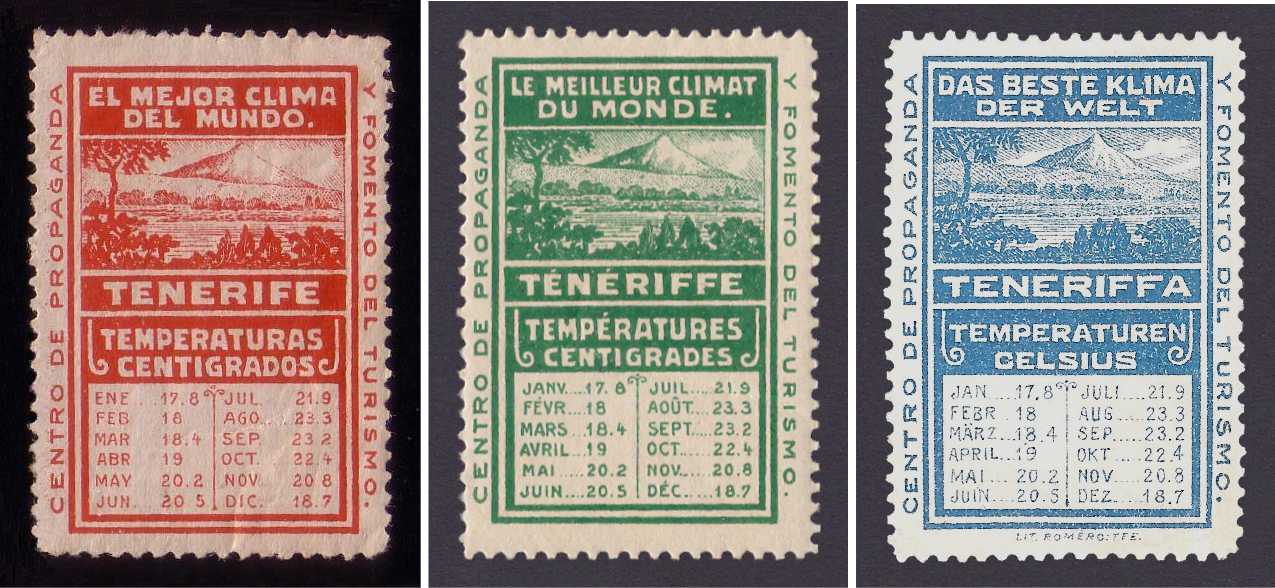 CENTRO DE PROPAGANDA
Y FOMENTO DEL TURISMO.
EL MEJOR CLIMA
DEL MUNDO.
TENERIFE
TEMPERATURAS
CENTIGRADOS
ENE....17.8 JUL.....21.9
FEB 18 AGO....23.3
MAR 18.4 SEP.....23.2
ABR 19 OCT.....22.4
MAY 20.2 NOV.....20.8
JUN. 20 5 DIC.....18.7
CENTRO DE PROPAGANDA
Y FOMENTO DEL TURISMO.
LE MEILLEUR CLIMAT
DU MONDE.
TÉNÉRIFFE
TEMPÉRATURES
CENTIGRADES
JANV....17.8 JUIL....21.9
FÉVR....18 AOÛT....23.3
MARS...18.4 SEPT....23.2
AVRIL...19 OCT.....22.4
MAI....20.2 NOV.....20.8
JUIN....20.5 DÉC.....18.7
CENTRO DE PROPAGANDA
Y FOMENTO DEL TURISMO.
DAS BESTE KLIMA
DER WELT
TENERIFFA
TEMPERATUREN
CELSIUS
JAN....17,8 JULI....21.9
FEBR 18 AUG.....23.3
MÄRZ...18.4 SEP.....23.2
APRIL..19 OKT.....22.4
MAI....20.2 NOV.....20.8
JUIN...20.5 DEZ.....18.7
LIT. ROMERO:TFE.